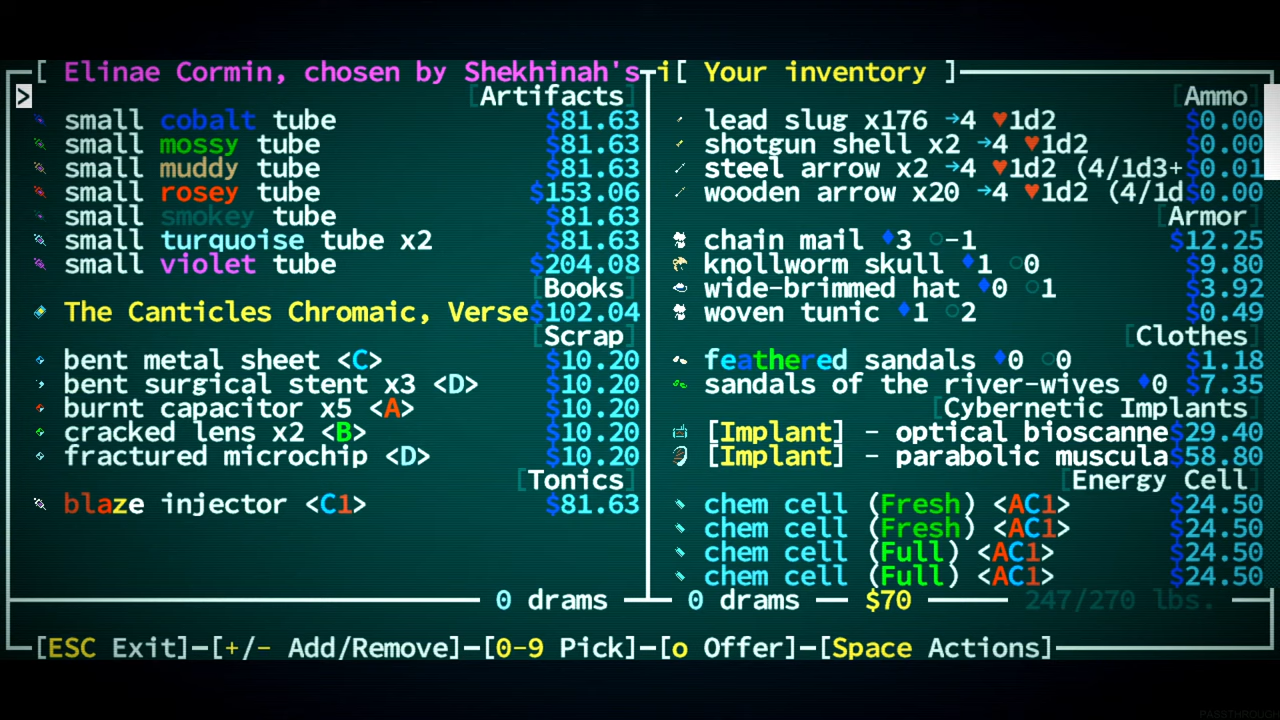 [ Elinae Cormin, chosen by Shekhinah's i[ Your inventory ]
>
[Artifacts]
small cobalt tube $81.63
small mossy tube $81.63
small muddy tube $81.63
small rosey tube $153.06
small smokey tube $81.63
small turquoise tube x2 $81.63
small violet tube $204.08
[Books]
The Canticles Chromaic, Verse $102.04
[Scrap]
bent metal sheet <C> $10.20
bent surgical stent x3 <D> $10.20
burnt capacitor x5 <A> $10.20
cracked lens x2 <B> $10.20
fractured microchip <D> $10.20
[Tonics]
blaze injector <C1> $81.63
[Ammo]
lead slug x176 →4 ♥1d2 $0.00
shotgun shell x2 →4 ♥1d2 $0.00
steel arrow x2 →4 ♥1d2 (4/1d3+ $0.01
wooden arrow x20 →4 ♥1d2 (4/1d $0.00
[Armor]
chain mail ♦3 ○-1 $12.25
knollworm skull ♦1 ○0 $9.80
wide-brimmed hat ♦0 ○1 $3.92
woven tunic ♦1 ○2 $0.49
[Clothes]
feathered sandals ♦0 ○0 $1.18
sandals of the river-wives ♦0 $7.35
[Cybernetic Implants]
[Implant] - optical bioscanne $29.40
[Implant] - parabolic muscula $58.80
[Energy Cell]
chem cell (Fresh) <AC1> $24.50
chem cell (Fresh) <AC1> $24.50
chem cell (Full) <AC1> $24.50
chem cell (Full) <AC1> $24.50
0 drams 0 drams $70 247/270 lbs.
[ESC Exit]-[+/- Add/Remove]-[0-9 Pick]-[o Offer]-[Space Actions]